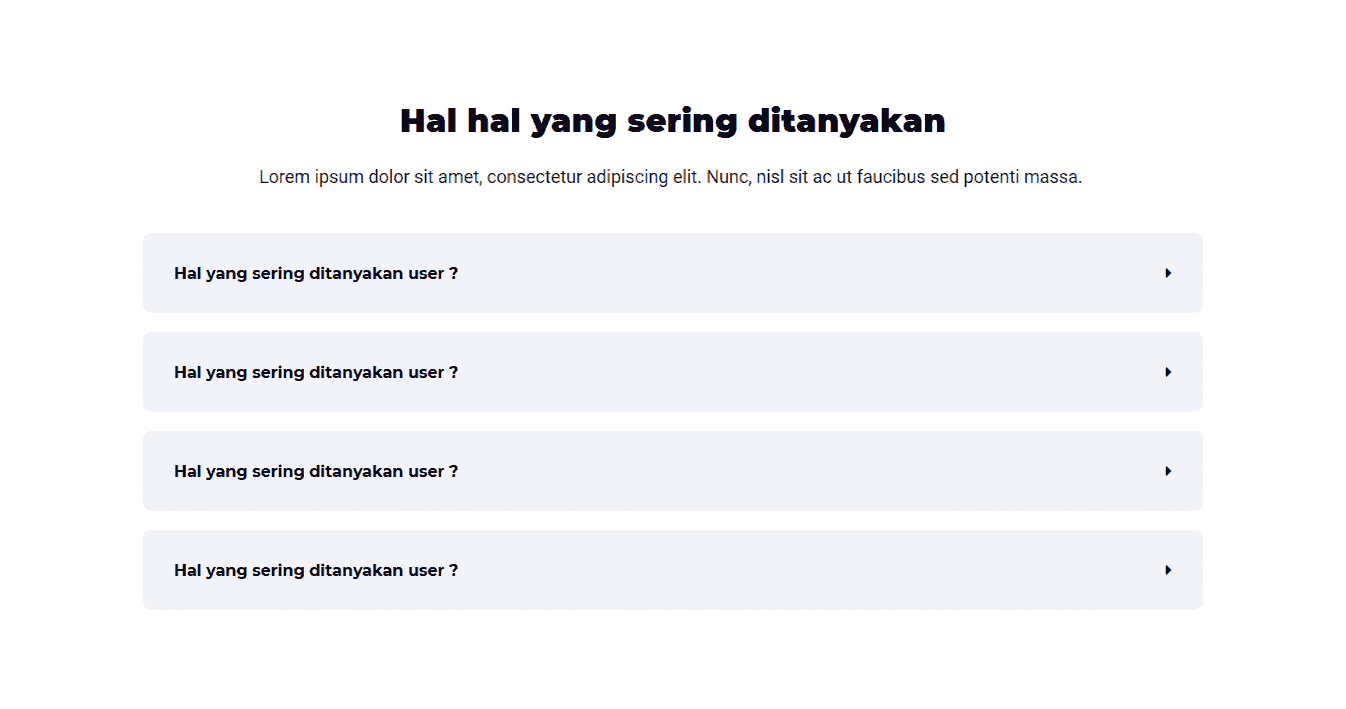 Hal hal yang sering ditanyakan
Lorem ipsum dolor sit amet, consectetur adipiscing elit. Nunc, nisl sit ac ut faucibus sed potenti massa.
Hal yang sering ditanyakan user ?
Hal yang sering ditanyakan user ?
Hal yang sering ditanyakan user ?
Hal yang sering ditanyakan user ?